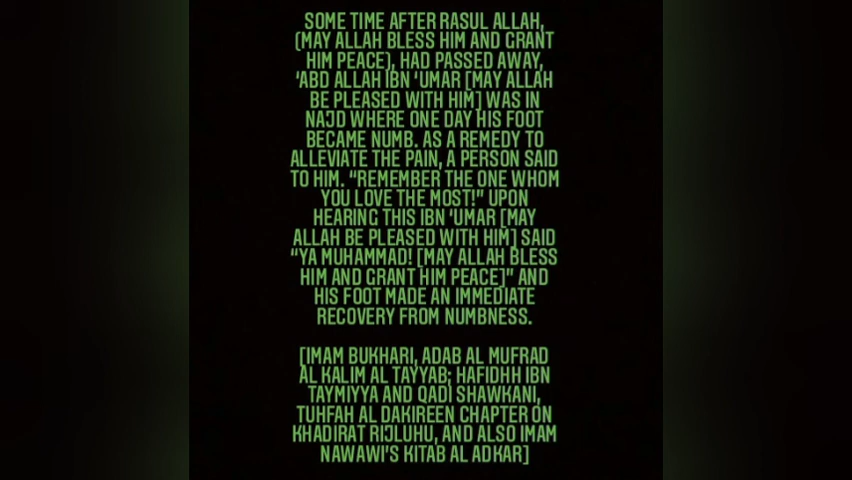 SOME TIME AFTER RASUL ALLAH,
(MAY ALLAH BLESS HIM AND GRANT
HIM PEACE), HAD PASSED AWAY,
‘ABD ALLAH IBN ‘UMAR [MAY ALLAH
BE PLEASED WITH HIM] WAS IN
NAJD WHERE ONE DAY HIS FOOT
BECAME NUMB. AS A REMEDY TO
ALLEVIATE THE PAIN, A PERSON SAID
TO HIM. “REMEMBER THE ONE WHOM
YOU LOVE THE MOST!” UPON
HEARING THIS IBN ‘UMAR [MAY
ALLAH BE PLEASED WITH HIM] SAID
“YA MUHAMMAD! [MAY ALLAH BLESS
HIM AND GRANT HIM PEACE]” AND
HIS FOOT MADE AN IMMEDIATE
RECOVERY FROM NUMBNESS.
[IMAM BUKHARI, ADAB AL MUFRAD
AL KALIM AL TAYYAB; HAFIDHH IBN
TAYMIYYA AND QADI SHAWKANI,
TUHFAH AL DAKIREEN CHAPTER ON
KHADIRAT RIJLUHU, AND ALSO IMAM
NAWAWI’S KITAB AL ADKAR]